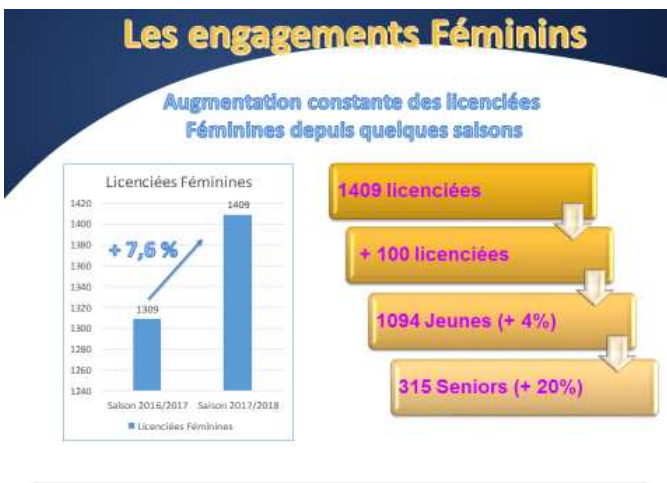 Les engagements Féminins
Augmentation constante des licenciées
Féminines depuis quelques saisons
Licenciées Féminines
1420
1400
1380
1360
1340
1320
1300
1280
1260
1240
1409
+ 7,6 %
1309
Saison 2016/2017 Saison 2017/2018
Licenciées Féminines
1409 licenciées
+ 100 licenciées
1094 Jeunes (+ 4%)
315 Seniors (+ 20%)